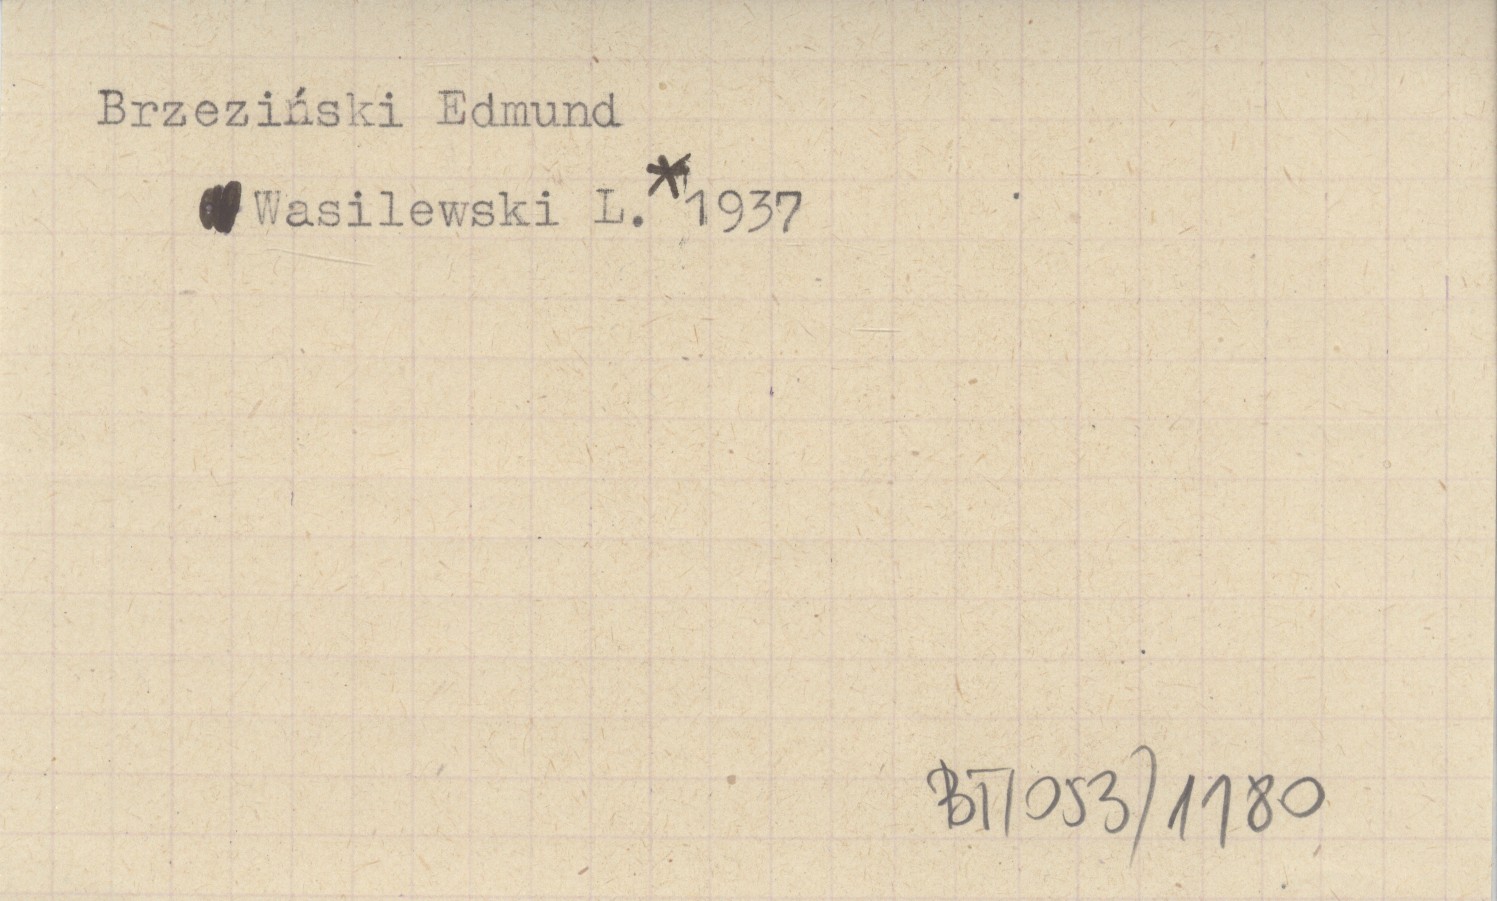 Brzeziński Edmund
Wasilewski L.*1937
BT/053/1180